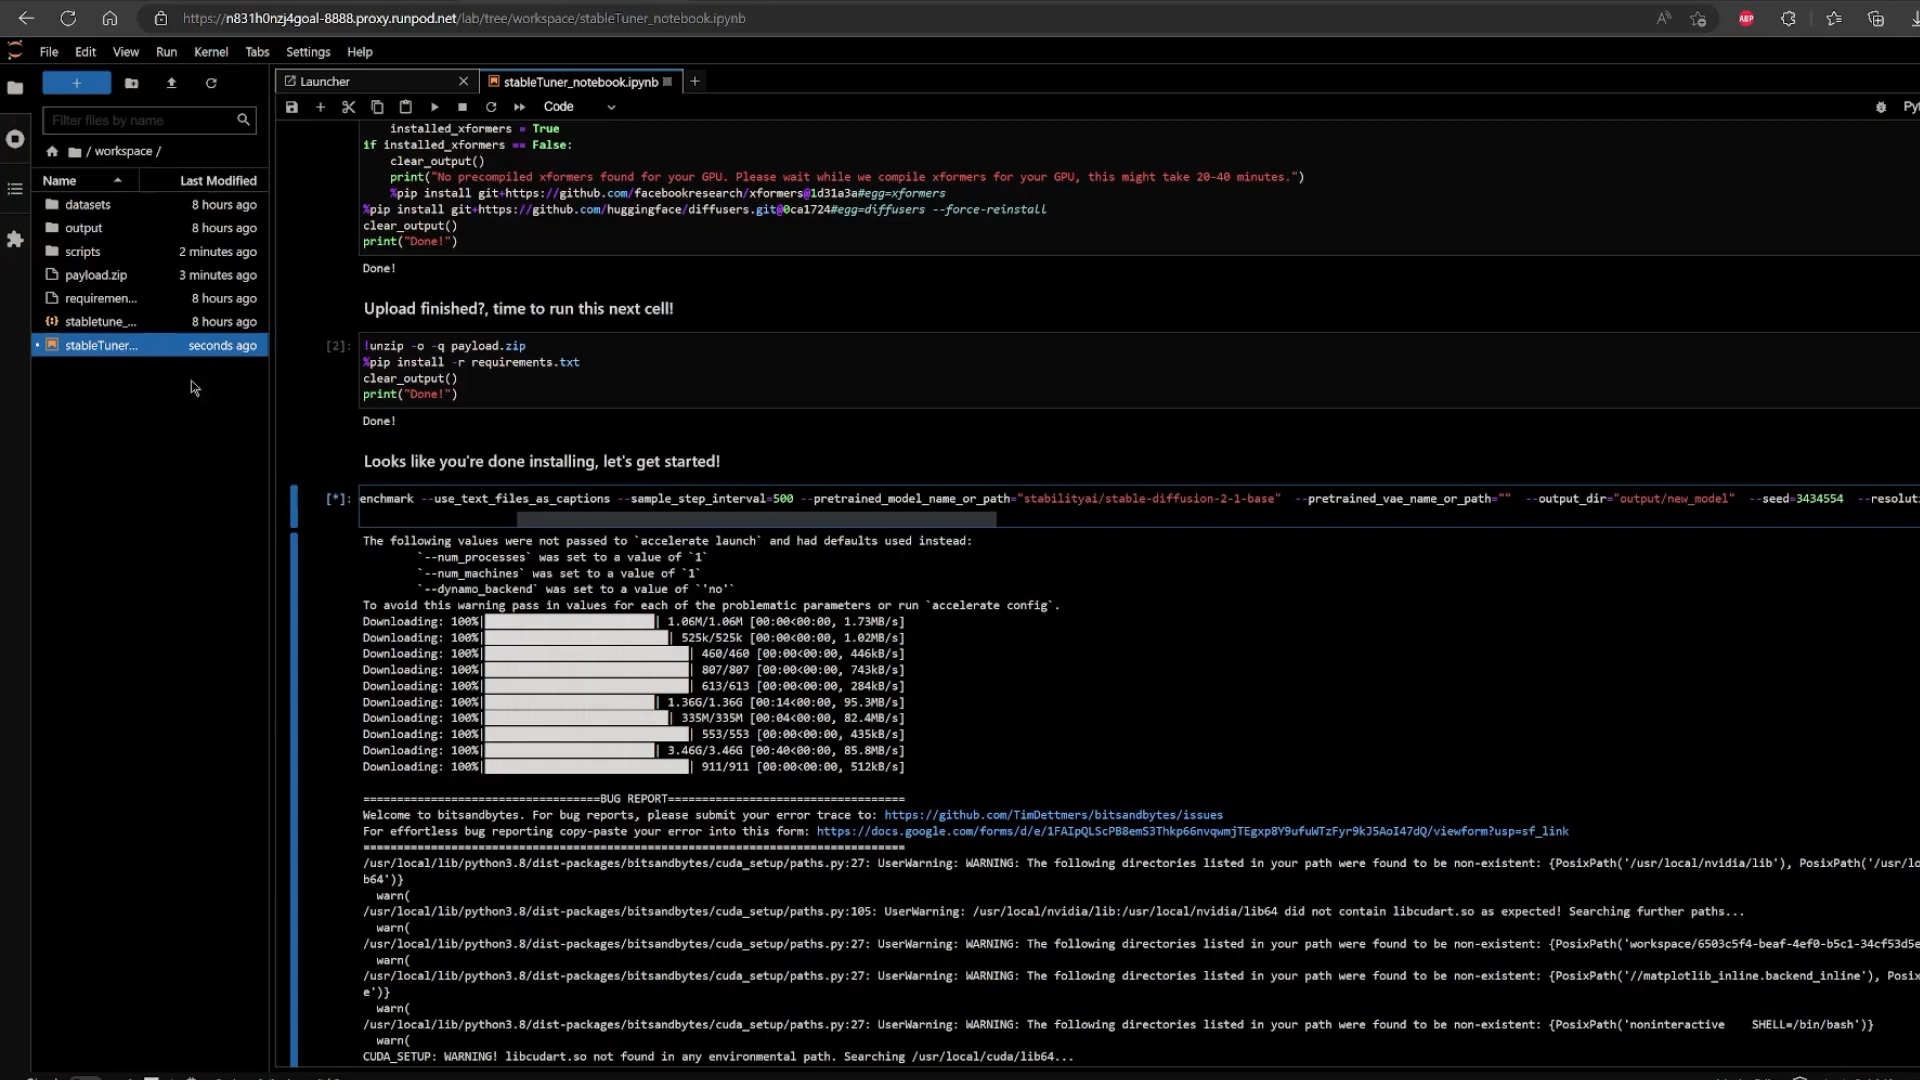 https://n831h0nzj4goal-8888.proxy.runpod.net/lab/tree/workspace/stableTuner_notebook.ipynb
ABP
File Edit View Run Kernel Tabs Settings Help
Launcher
stableTuner_notebook.ipynb
Code
Filter files by name
/ workspace /
Name Last Modified
datasets 8 hours ago
output 8 hours ago
scripts 2 minutes ago
payload.zip 3 minutes ago
requiremen... 8 hours ago
stabletune_... 8 hours ago
stableTuner... seconds ago
installed_xformers = True
if installed_xformers == False:
clear_output()
print("No precompiled xformers found for your GPU. Please wait while we compile xformers for your GPU, this might take 20-40 minutes.")
%pip install git+https://github.com/facebookresearch/xformers@1d31a3a#egg=xformers
%pip install git+https://github.com/huggingface/diffusers.git@0ca1724#egg=diffusers --force-reinstall
clear_output()
print("Done!")
Done!
Upload finished?, time to run this next cell!
[2]:
!unzip -o -q payload.zip
%pip install -r requirements.txt
clear_output()
print("Done!")
Done!
Looks like you're done installing, let's get started!
[*]: enchmark --use_text_files_as_captions --sample_step_interval=500 --pretrained_model_name_or_path="stabilityai/stable-diffusion-2-1-base" --pretrained_vae_name_or_path="" --output_dir="output/new_model" --seed=3434554 --resoluti
The following values were not passed to `accelerate launch` and had defaults used instead:
`--num_processes` was set to a value of `1`
`--num_machines` was set to a value of `1`
`--dynamo_backend` was set to a value of `'no'`
To avoid this warning pass in values for each of the problematic parameters or run `accelerate config`.
Downloading: 100%| | 1.06M/1.06M [00:00<00:00, 1.73MB/s]
Downloading: 100%| | 525k/525k [00:00<00:00, 1.02MB/s]
Downloading: 100%| | 460/460 [00:00<00:00, 446kB/s]
Downloading: 100%| | 807/807 [00:00<00:00, 743kB/s]
Downloading: 100%| | 613/613 [00:00<00:00, 284kB/s]
Downloading: 100%| | 1.36G/1.36G [00:14<00:00, 95.3MB/s]
Downloading: 100%| | 335M/335M [00:04<00:00, 82.4MB/s]
Downloading: 100%| | 553/553 [00:00<00:00, 435kB/s]
Downloading: 100%| | 3.46G/3.46G [00:40<00:00, 85.8MB/s]
Downloading: 100%| | 911/911 [00:00<00:00, 512kB/s]
===================================BUG REPORT===================================
Welcome to bitsandbytes. For bug reports, please submit your error trace to: https://github.com/TimDettmers/bitsandbytes/issues
For effortless bug reporting copy-paste your error into this form: https://docs.google.com/forms/d/e/1FAIpQLScPB8emS3Thkp66nvqwmjTEgxp8Y9ufuWTzFyr9kJ5AoI47dQ/viewform?usp=sf_link
================================================================================
/usr/local/lib/python3.8/dist-packages/bitsandbytes/cuda_setup/paths.py:27: UserWarning: WARNING: The following directories listed in your path were found to be non-existent: {PosixPath('/usr/local/nvidia/lib'), PosixPath('/usr/lo
b64')}
warn(
/usr/local/lib/python3.8/dist-packages/bitsandbytes/cuda_setup/paths.py:105: UserWarning: /usr/local/nvidia/lib:/usr/local/nvidia/lib64 did not contain libcudart.so as expected! Searching further paths...
warn(
/usr/local/lib/python3.8/dist-packages/bitsandbytes/cuda_setup/paths.py:27: UserWarning: WARNING: The following directories listed in your path were found to be non-existent: {PosixPath('workspace/6503c5f4-beaf-4ef0-b5c1-34cf53d5e
warn(
/usr/local/lib/python3.8/dist-packages/bitsandbytes/cuda_setup/paths.py:27: UserWarning: WARNING: The following directories listed in your path were found to be non-existent: {PosixPath('//matplotlib_inline.backend_inline'), Posix
e')}
warn(
/usr/local/lib/python3.8/dist-packages/bitsandbytes/cuda_setup/paths.py:27: UserWarning: WARNING: The following directories listed in your path were found to be non-existent: {PosixPath('noninteractive SHELL=/bin/bash')}
warn(
CUDA_SETUP: WARNING! libcudart.so not found in any environmental path. Searching /usr/local/cuda/lib64...